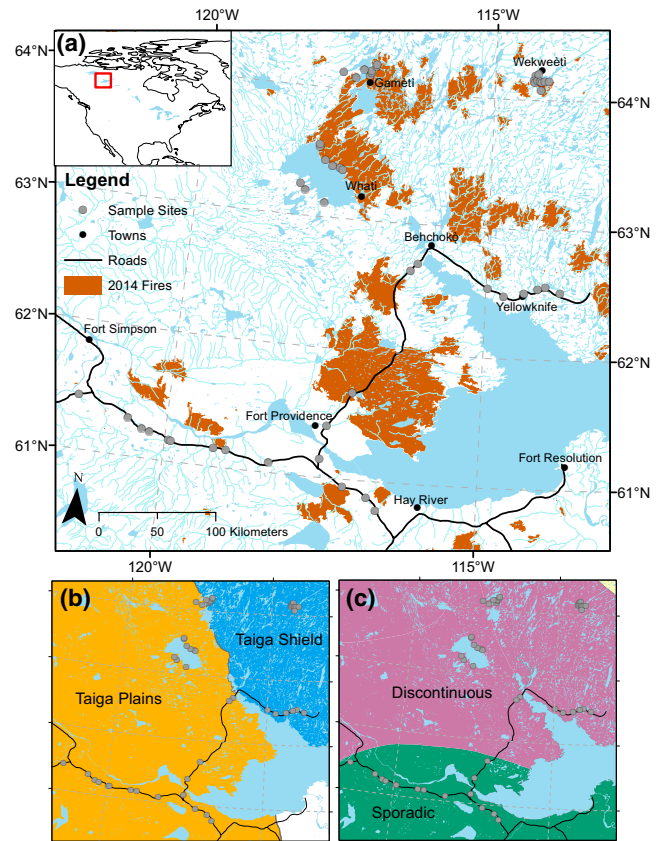 120°W
115°W
64°N
(a)
Wekweètì
Gamètì
64°N
63°N
Legend
Sample Sites
Towns
Roads
2014 Fires
Whatì
63°N
Behchokǫ̀
Yellowknife
62°N
Fort Simpson
62°N
Fort Providence
61°N
Fort Resolution
N
Hay River
61°N
0 50 100 Kilometers
120°W
115°W
(b)
Taiga Shield
Taiga Plains
(c)
Discontinuous
Sporadic